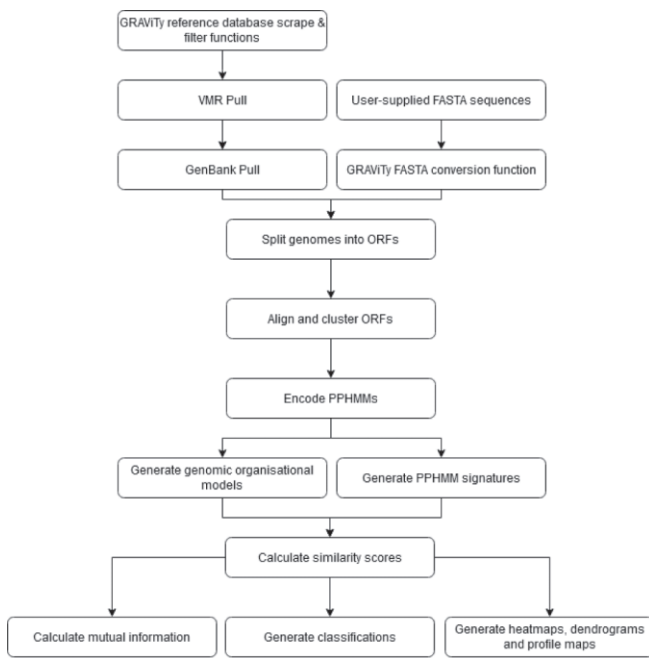 GRAViTy reference database scrape &
filter functions
VMR Pull
User-supplied FASTA sequences
GenBank Pull
GRAViTy FASTA conversion function
Split genomes into ORFs
Align and cluster ORFs
Encode PPHMMs
Generate genomic organisational
models
Generate PPHMM signatures
Calculate similarity scores
Calculate mutual information
Generate classifications
Generate heatmaps, dendrograms
and profile maps